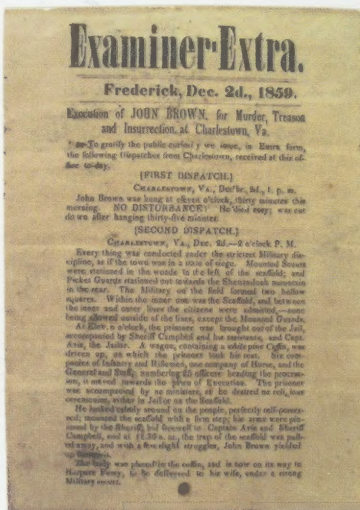 Examiner-Extra.
Frederick, Dec. 2d., 1859.
Execution of JOHN BROWN, for Murder, Treason
and Insurrection, at Charlestown, Va.
To gratify the public curiosity we issue, in Extra form,
the following Dispatches from Charlestown, received at this of-
fice to-day.
[FIRST DISPATCH.]
CHARLESTOWN, VA., 2d., 1 p. m.
John Brown was hung at eleven o'clock, thirty minutes this
morning. NO DISTURBANCE! He died easy; was cut
down after hanging thirty-five minutes.
[SECOND DISPATCH.]
CHARLESTOWN, VA., Dec. 2d.—2 o'clock P. M.
Every thing was conducted under the strictest Military dis-
cipline, as if the town was in a state of siege. Mounted Scouts
were stationed in the woods to the left of the scaffold; and
Picket Guards stationed out towards the Shenandoah mountain
in the rear. The Military on the field formed two hollow
squares. Within the inner one was the Scaffold, and between
the inner and outer lines the citizens were admitted,—none
being allowed outside of the lines, except the Mounted Guards.
At o'clock, the prisoner was brought out of the Jail,
accompanied by Sheriff Campbell and his assistants, and Capt.
Avis, the Jailor. A wagon, containing a Coffin, was
driven up, on which the prisoner took his seat. Six com-
panies of Infantry and Riflemen, one company of Horse, and the
General and Staff, numbering 25 officers heading the proces-
sion, it moved towards the place of Execution. The prisoner
was accompanied by no minister, as he desired no religious
ceremonies, either in Jail or on the Scaffold.
He looked calmly around on the people, perfectly self-posses-
sed; mounted the scaffold with a firm step; his arms were pin-
ioned by the Sheriff; bid farewell to Captain Avis and Sheriff
Campbell, and at 11.30 a. m., the trap of the scaffold was pull-
ed away, and with a few slight struggles, John Brown yielded
up
The body was placed in the coffin, and is now on its way to
Harpers Ferry, to be delivered to his wife, under a strong
Military escort.